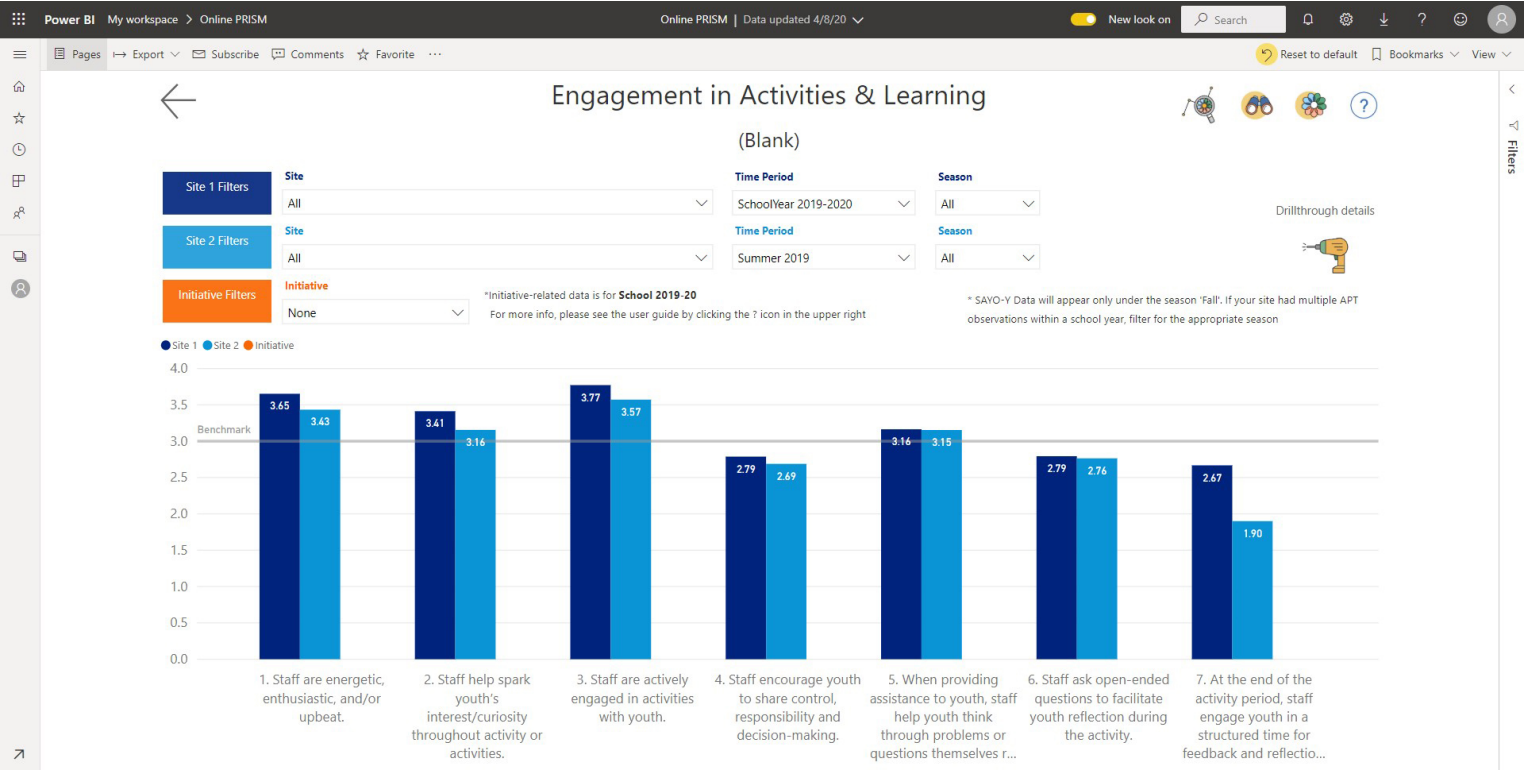 Power BI My workspace > Online PRISM
Online PRISM | Data updated 4/8/20
New look on
Search
?
Pages
Export
Subscribe
Comments
Favorite
···
Reset to default
Bookmarks
View
Engagement in Activities & Learning
(Blank)
?
Filters
Site 1 Filters
Site
All
Time Period
SchoolYear 2019-2020
Season
All
Drillthrough details
Site 2 Filters
Site
All
Time Period
Summer 2019
Season
All
Initiative Filters
Initiative
None
*Initiative-related data is for School 2019-20
For more info, please see the user guide by clicking the ? icon in the upper right
* SAYO-Y Data will appear only under the season 'Fall'. If your site had multiple APT
observations within a school year, filter for the appropriate season
Site 1 Site 2 Initiative
4.0
3.5
3.0
2.5
2.0
1.5
1.0
0.5
0.0
Benchmark
3.65
3.43
3.41
3.16
3.77
3.57
2.79
2.69
3.16
3.15
2.79
2.76
2.67
1.90
1. Staff are energetic,
enthusiastic, and/or
upbeat.
2. Staff help spark
youth's
interest/curiosity
throughout activity or
activities.
3. Staff are actively
engaged in activities
with youth.
4. Staff encourage youth
to share control,
responsibility and
decision-making.
5. When providing
assistance to youth, staff
help youth think
through problems or
questions themselves r...
6. Staff ask open-ended
questions to facilitate
youth reflection during
the activity.
7. At the end of the
activity period, staff
engage youth in a
structured time for
feedback and reflectio...